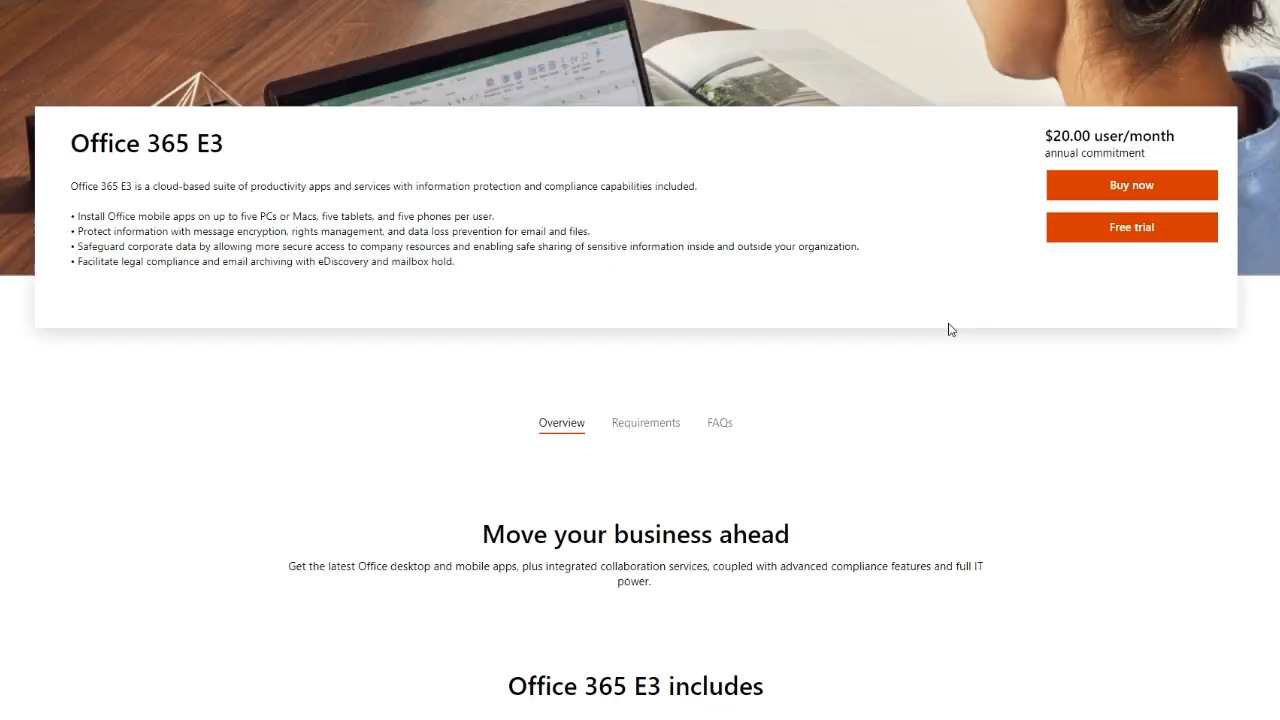 Office 365 E3
$20.00 user/month
annual commitment
Office 365 E3 is a cloud-based suite of productivity apps and services with information protection and compliance capabilities included.
Buy now
• Install Office mobile apps on up to five PCs or Macs, five tablets, and five phones per user.
• Protect information with message encryption, rights management, and data loss prevention for email and files.
• Safeguard corporate data by allowing more secure access to company resources and enabling safe sharing of sensitive information inside and outside your organization.
• Facilitate legal compliance and email archiving with eDiscovery and mailbox hold.
Free trial
Overview Requirements FAQs
Move your business ahead
Get the latest Office desktop and mobile apps, plus integrated collaboration services, coupled with advanced compliance features and full IT
power.
Office 365 E3 includes